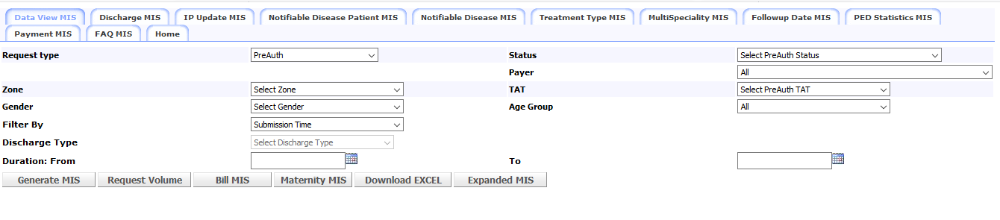 Data View MIS Discharge MIS IP Update MIS Notifiable Disease Patient MIS Notifiable Disease MIS Treatment Type MIS MultiSpeciality MIS Followup Date MIS PED Statistics MIS
Payment MIS FAQ MIS Home
Request type PreAuth Status Select PreAuth Status
Payer All
Zone Select Zone TAT Select PreAuth TAT
Gender Select Gender Age Group All
Filter By Submission Time
Discharge Type Select Discharge Type
Duration: From To
Generate MIS Request Volume Bill MIS Maternity MIS Download EXCEL Expanded MIS